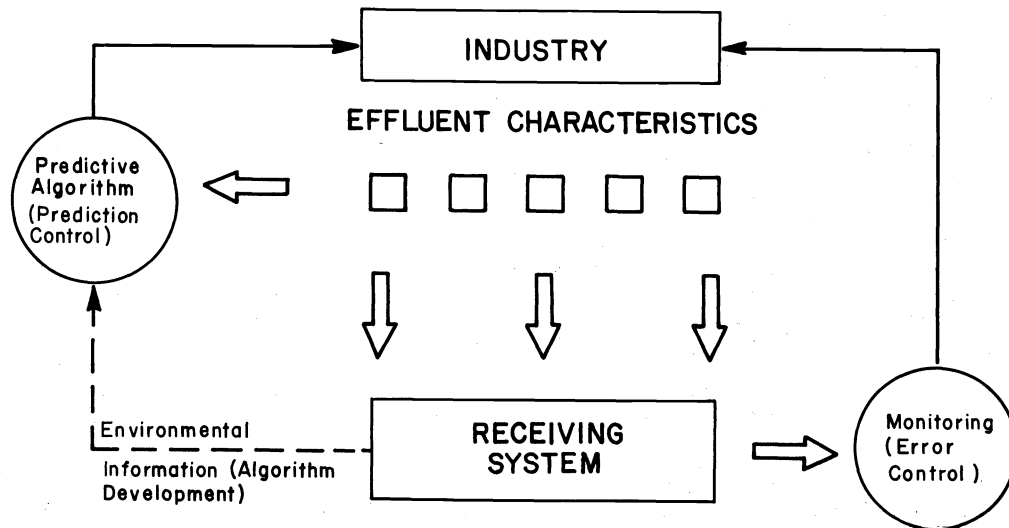 INDUSTRY
EFFLUENT CHARACTERISTICS
Predictive
Algorithm
(Prediction
Control)
Environmental
Information (Algorithm
Development)
RECEIVING
SYSTEM
Monitoring
(Error
Control)